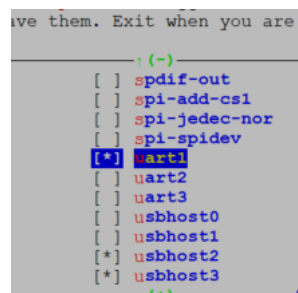 ave them. Exit when you are
↑(-)
[ ] spdif-out
[ ] spi-add-cs1
[ ] spi-jedec-nor
[ ] spi-spidev
[*] uart1
[ ] uart2
[ ] uart3
[ ] usbhost0
[ ] usbhost1
[*] usbhost2
[*] usbhost3